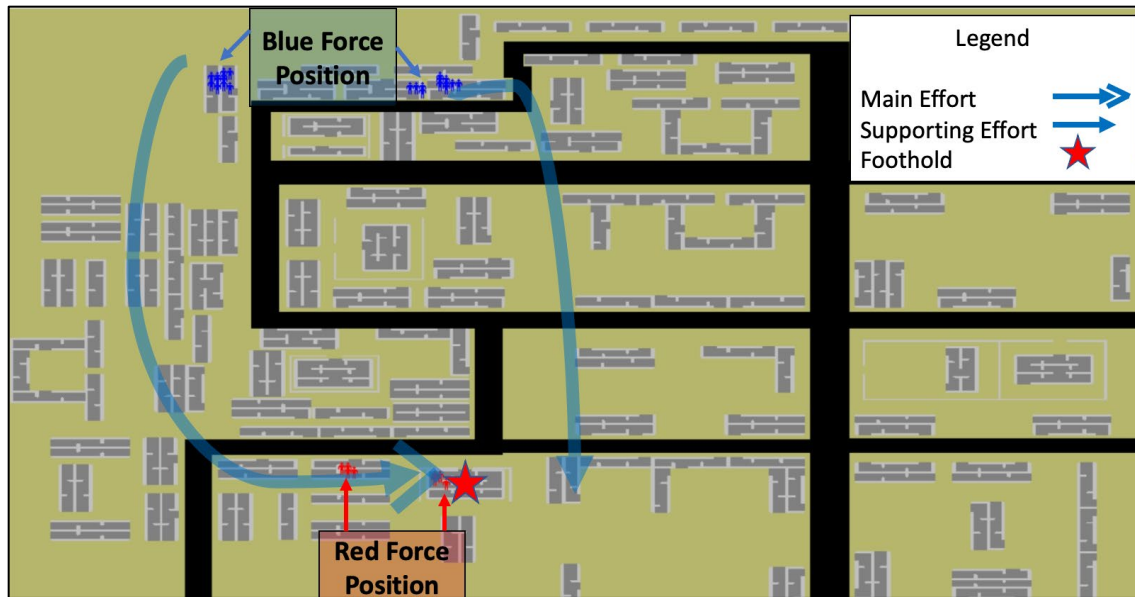 Blue Force
Position
Legend
Main Effort
Supporting Effort
Foothold
Red Force
Position